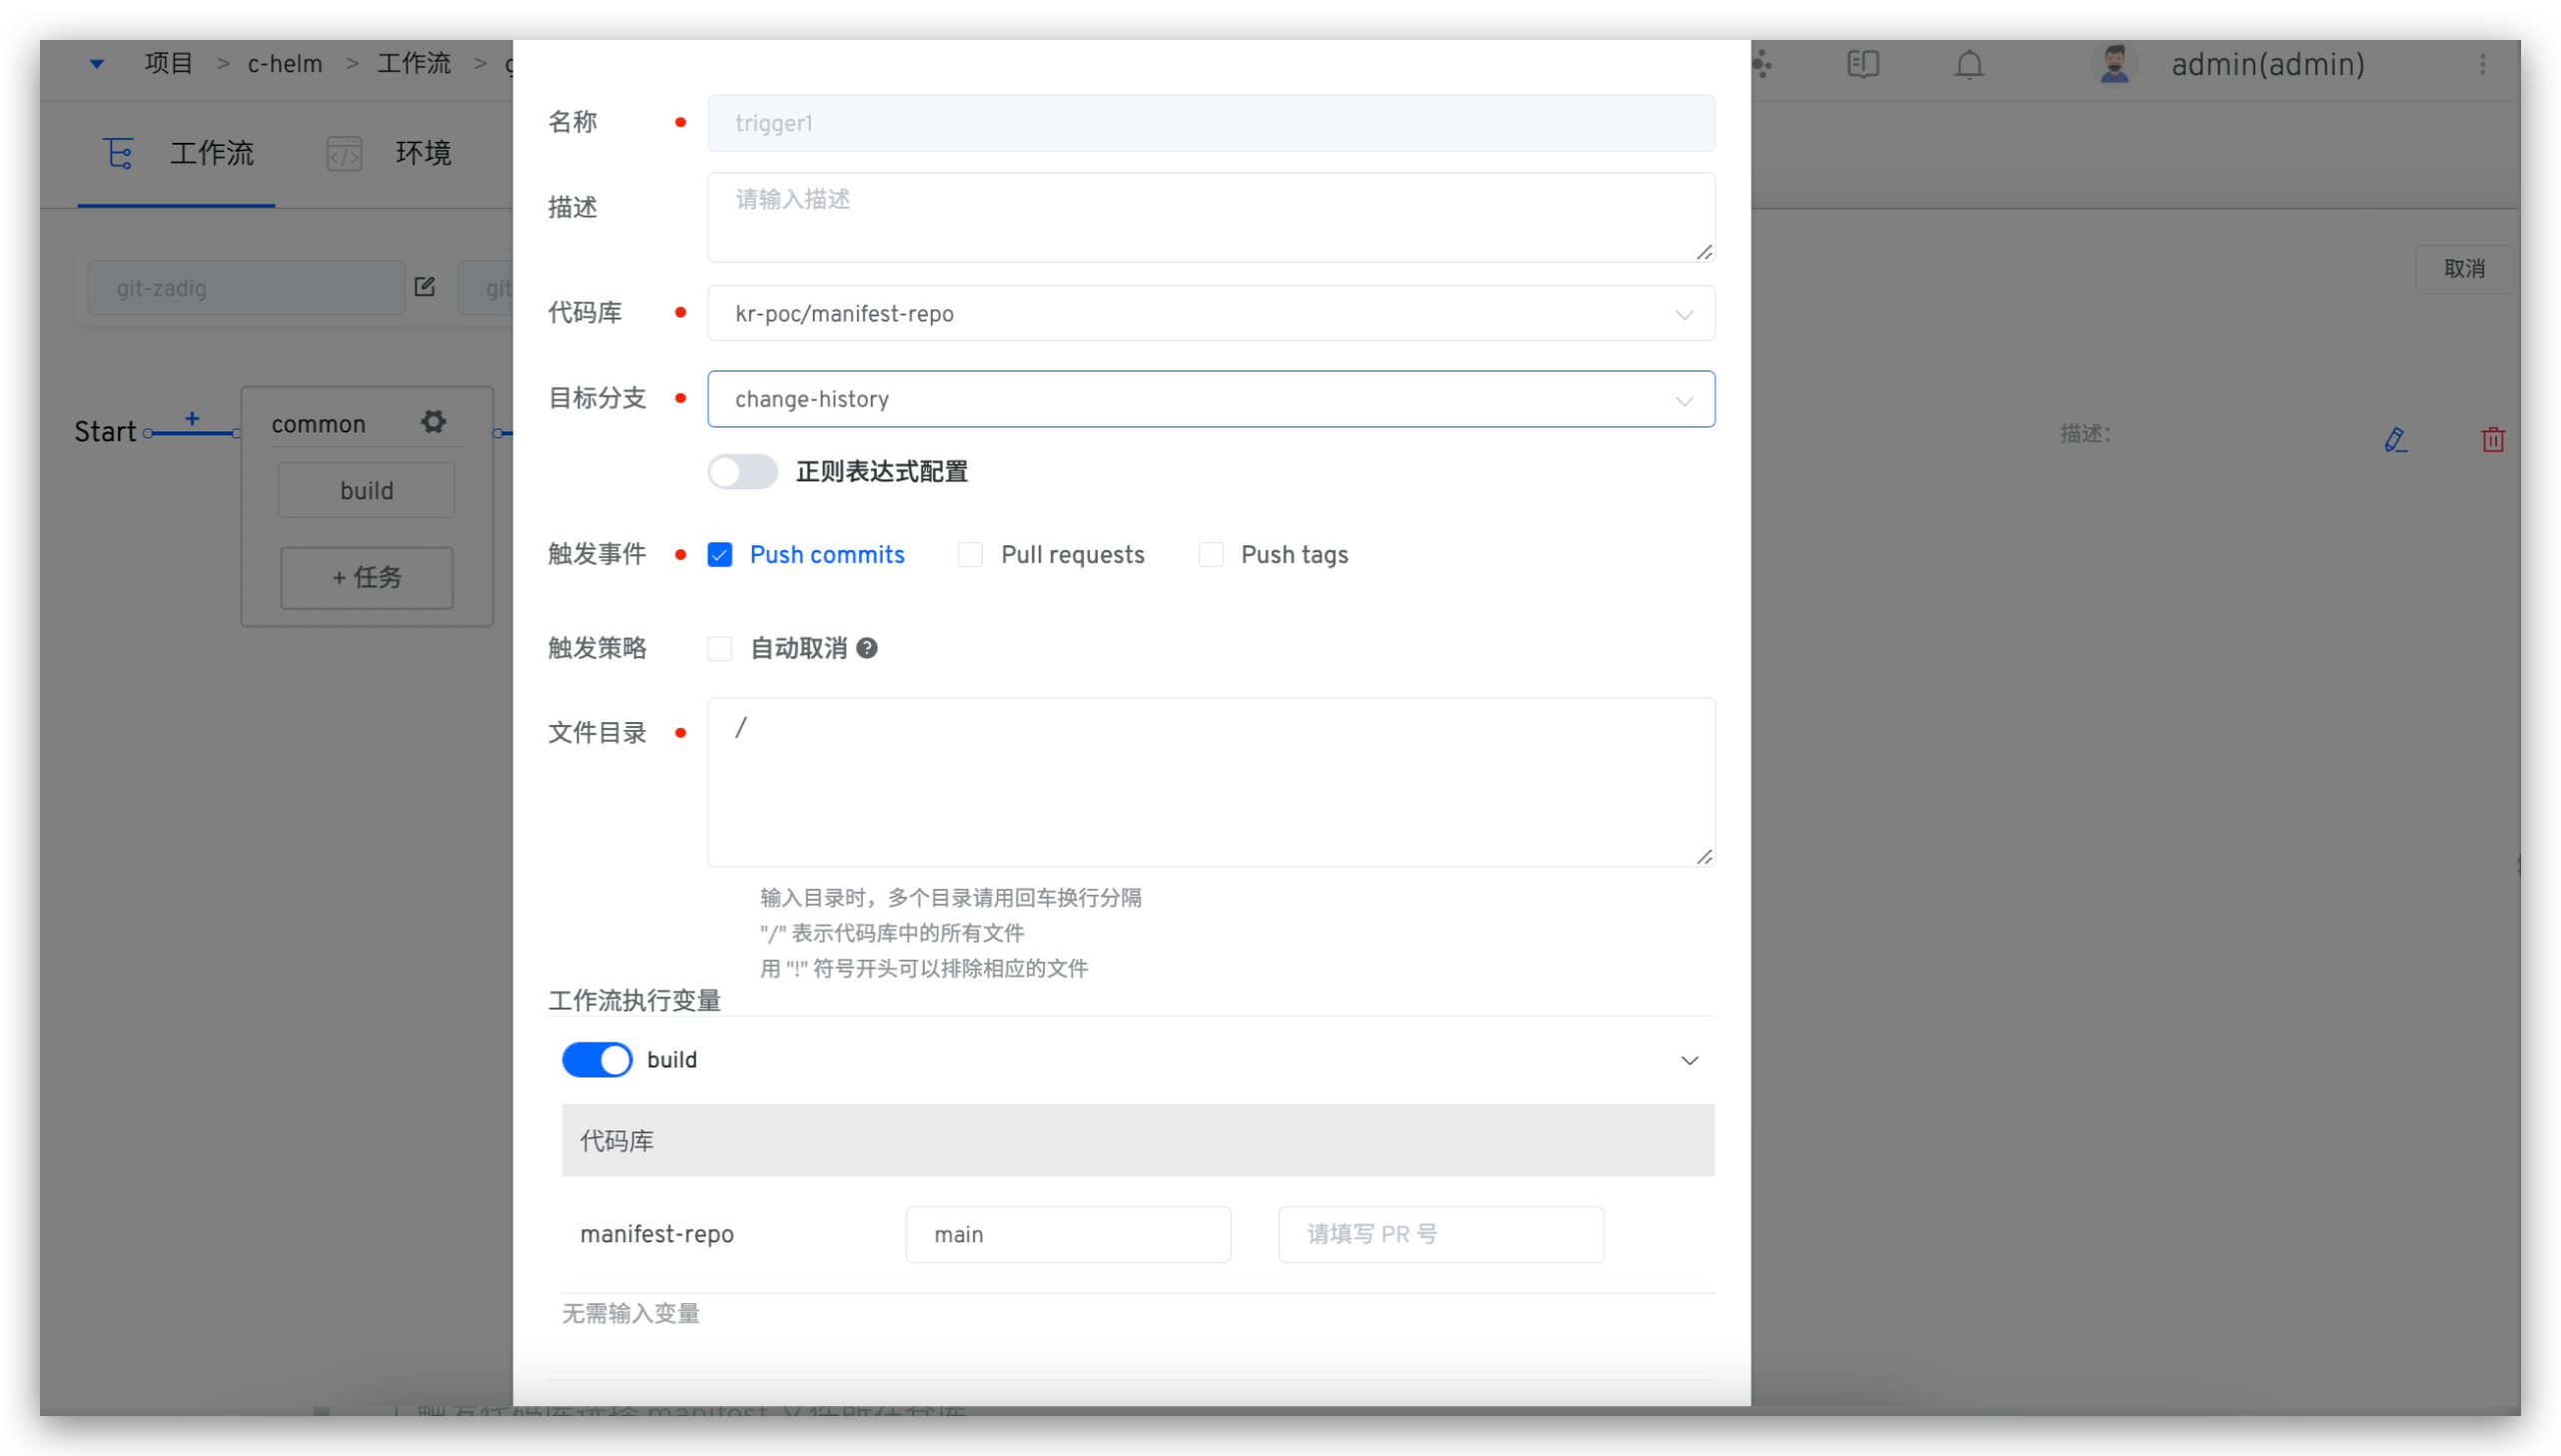 项目 > c-helm > 工作流 > g
admin(admin)
工作流 环境
git-zadig git
取消
Start + common
build
+ 任务
描述:
名称 trigger1
描述 请输入描述
代码库 kr-poc/manifest-repo
目标分支 change-history
正则表达式配置
触发事件 Push commits Pull requests Push tags
触发策略 自动取消 ?
文件目录 /
输入目录时，多个目录请用回车换行分隔
"/" 表示代码库中的所有文件
用 "!" 符号开头可以排除相应的文件
工作流执行变量
build
代码库
manifest-repo main 请填写 PR 号
无需输入变量